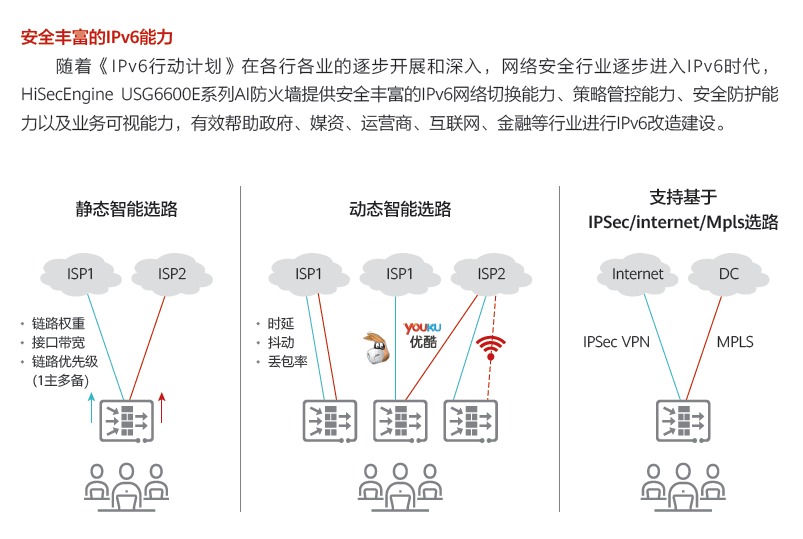 安全丰富的IPv6能力
随着《IPv6行动计划》在各行各业的逐步开展和深入，网络安全行业逐步进入IPv6时代，
HiSecEngine USG6600E系列AI防火墙提供安全丰富的IPv6网络切换能力、策略管控能力、安全防护能
力以及业务可视能力，有效帮助政府、媒资、运营商、互联网、金融等行业进行IPv6改造建设。
静态智能选路
ISP1
ISP2
• 链路权重
• 接口带宽
• 链路优先级
(1主多备)
动态智能选路
ISP1
ISP1
ISP2
• 时延
• 抖动
• 丢包率
YOUKU
优酷
支持基于
IPSec/internet/Mpls选路
Internet
DC
IPSec VPN
MPLS